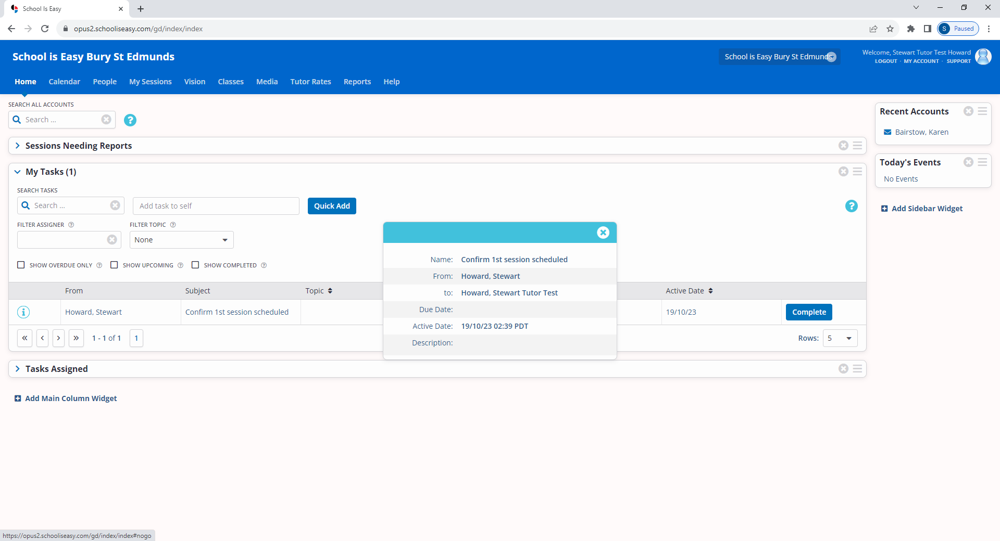 School Is Easy
opus2.schooliseasy.com/gd/index/index
S Paused
School is Easy Bury St Edmunds
School is Easy Bury St Edmunds
Welcome, Stewart Tutor Test Howard
LOGOUT · MY ACCOUNT · SUPPORT
Home Calendar People My Sessions Vision Classes Media Tutor Rates Reports Help
SEARCH ALL ACCOUNTS
Search ...
?
Sessions Needing Reports
My Tasks (1)
SEARCH TASKS
Search ...
Add task to self
Quick Add
?
FILTER ASSIGNER ?
FILTER TOPIC ?
None
SHOW OVERDUE ONLY ?
SHOW UPCOMING ?
SHOW COMPLETED ?
From Subject Topic Active Date
Howard, Stewart Confirm 1st session scheduled 19/10/23 Complete
« ‹ › » 1 - 1 of 1 1
Rows: 5
Name: Confirm 1st session scheduled
From: Howard, Stewart
to: Howard, Stewart Tutor Test
Due Date:
Active Date: 19/10/23 02:39 PDT
Description:
Tasks Assigned
Add Main Column Widget
Recent Accounts
Bairstow, Karen
Today's Events
No Events
Add Sidebar Widget
https://opus2.schooliseasy.com/gd/index/index#nogo